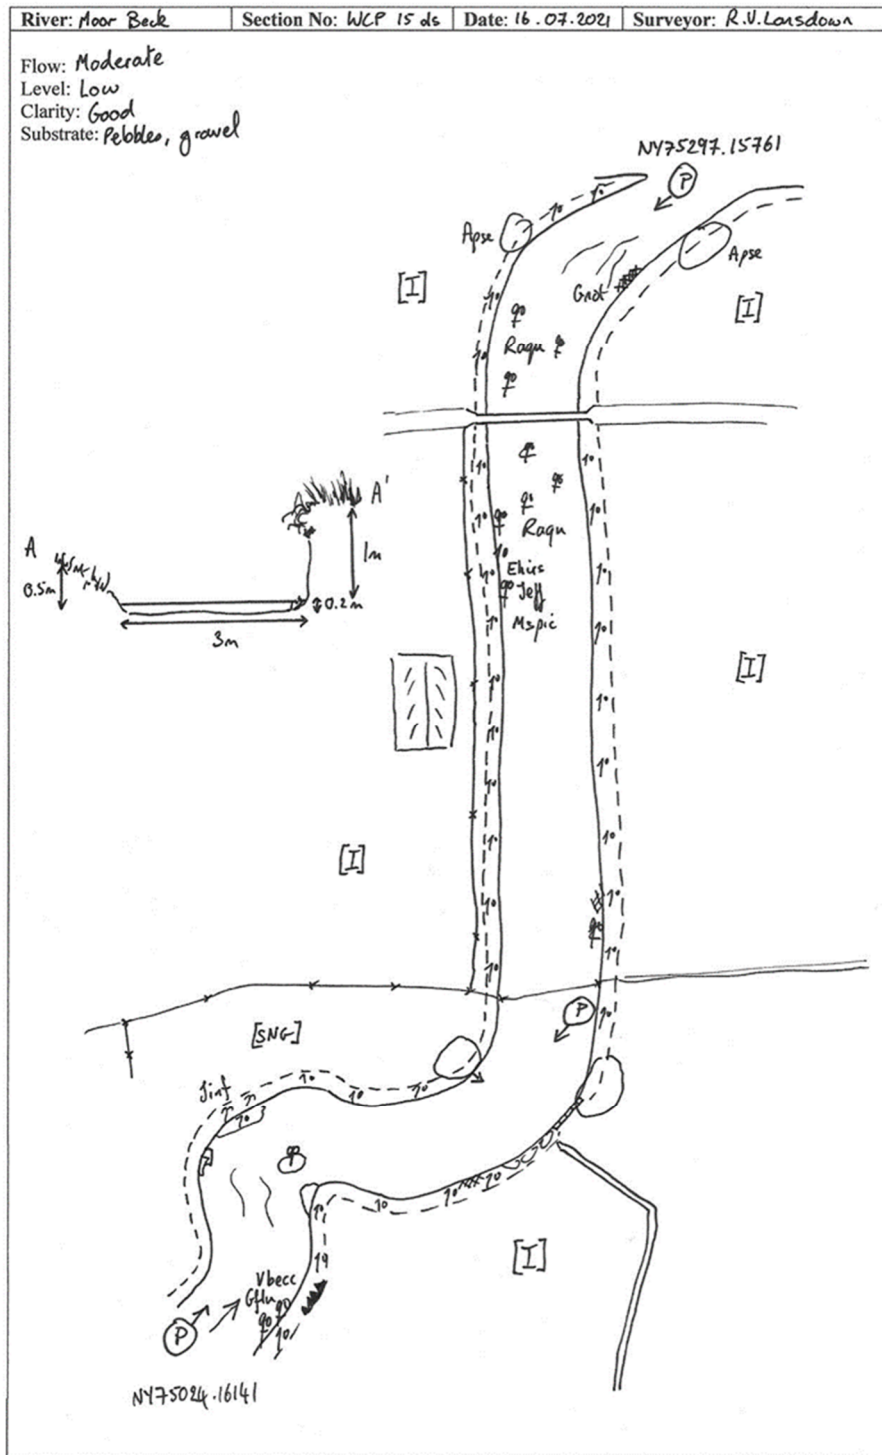 River: Moor Beck Section No: WCP 15 ds Date: 16.07.2021 Surveyor: R.V. Lansdown
Flow: Moderate
Level: Low
Clarity: Good
Substrate: Pebbles, gravel
NY75297.15761
P
Apse
Apse
[I]
Gnot
[I]
Raqu
A
A'
Raqu
1m
0.5m
0.2m
3m
Ehirs
Jeff
Mspic
[I]
[I]
P
[SNG]
Jinf
[I]
Vbecc
Gflu
P
NY75024.16141